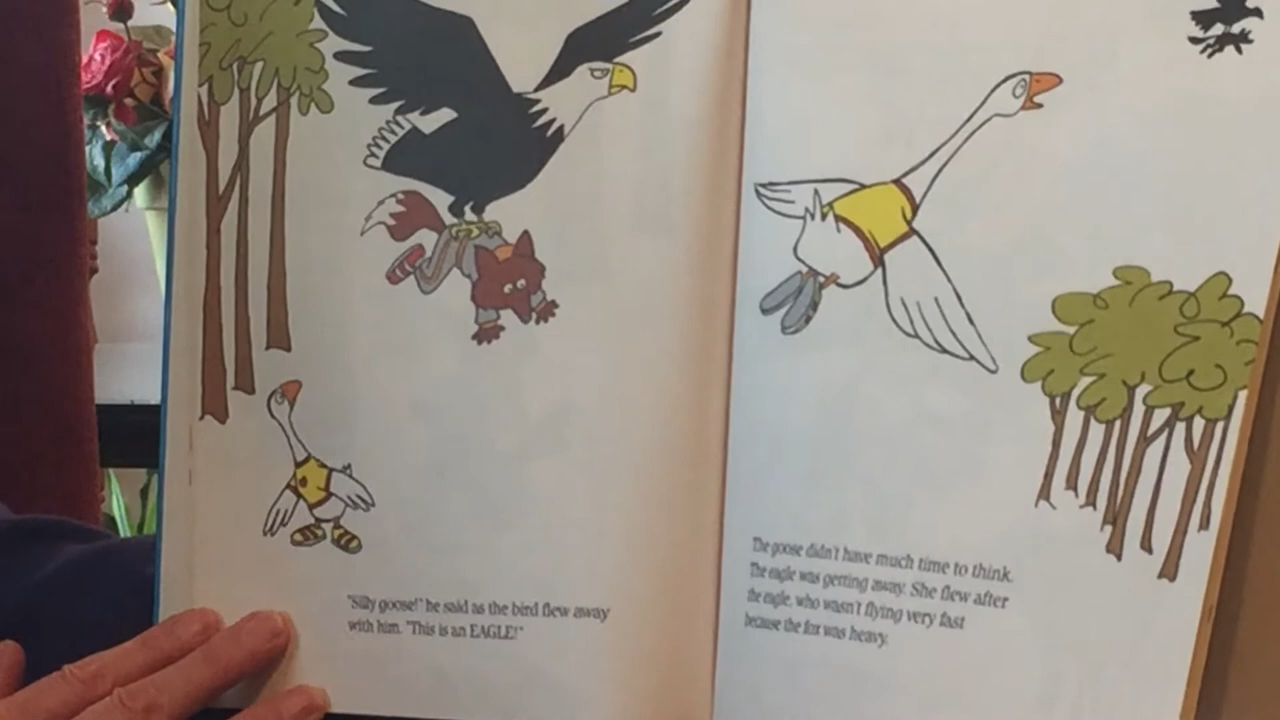 "Silly goose!" he said as the bird flew away
with him. "This is an EAGLE!"
The goose didn't have much time to think.
The eagle was getting away. She flew after
the eagle, who wasn't flying very fast
because the fox was heavy.